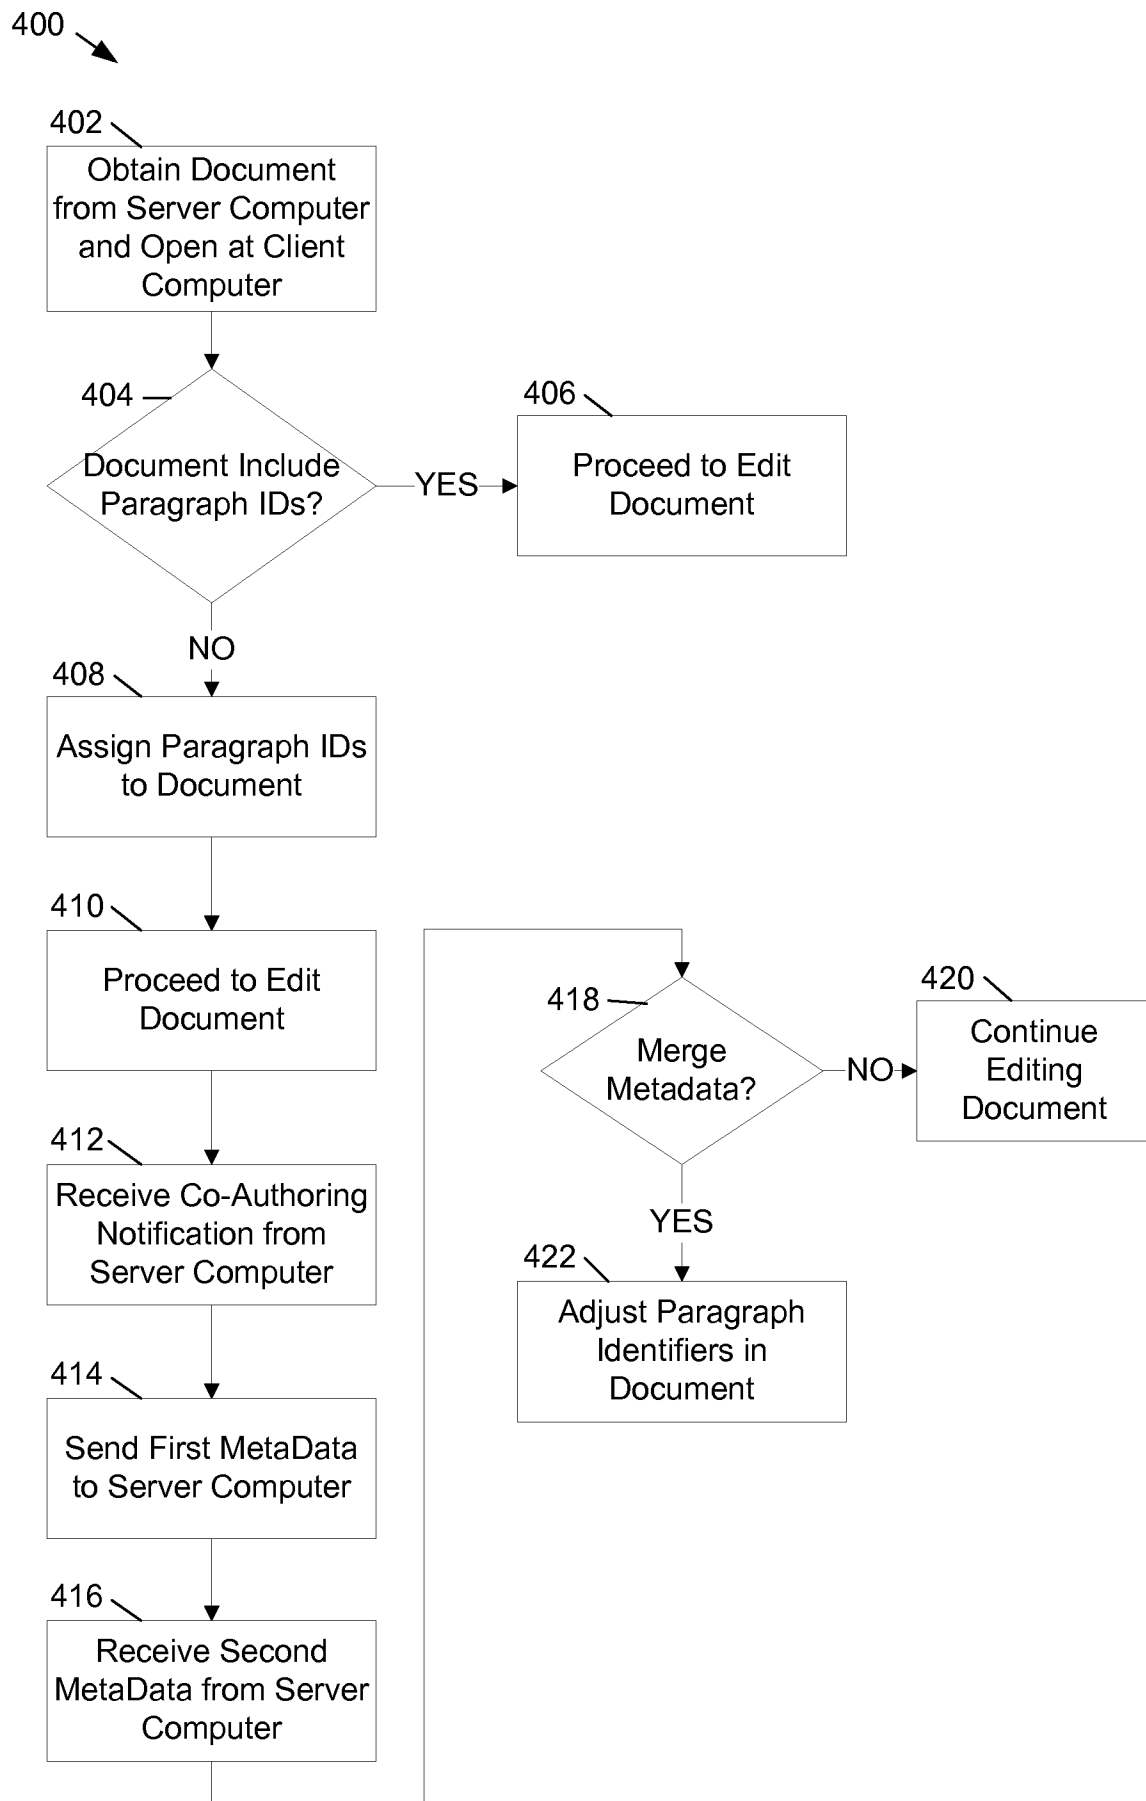 400
402
Obtain Document
from Server Computer
and Open at Client
Computer
404
Document Include
Paragraph IDs?
YES
406
Proceed to Edit
Document
NO
408
Assign Paragraph IDs
to Document
410
Proceed to Edit
Document
412
Receive Co-Authoring
Notification from
Server Computer
414
Send First MetaData
to Server Computer
416
Receive Second
MetaData from Server
Computer
418
Merge
Metadata?
NO
420
Continue
Editing
Document
YES
422
Adjust Paragraph
Identifiers in
Document